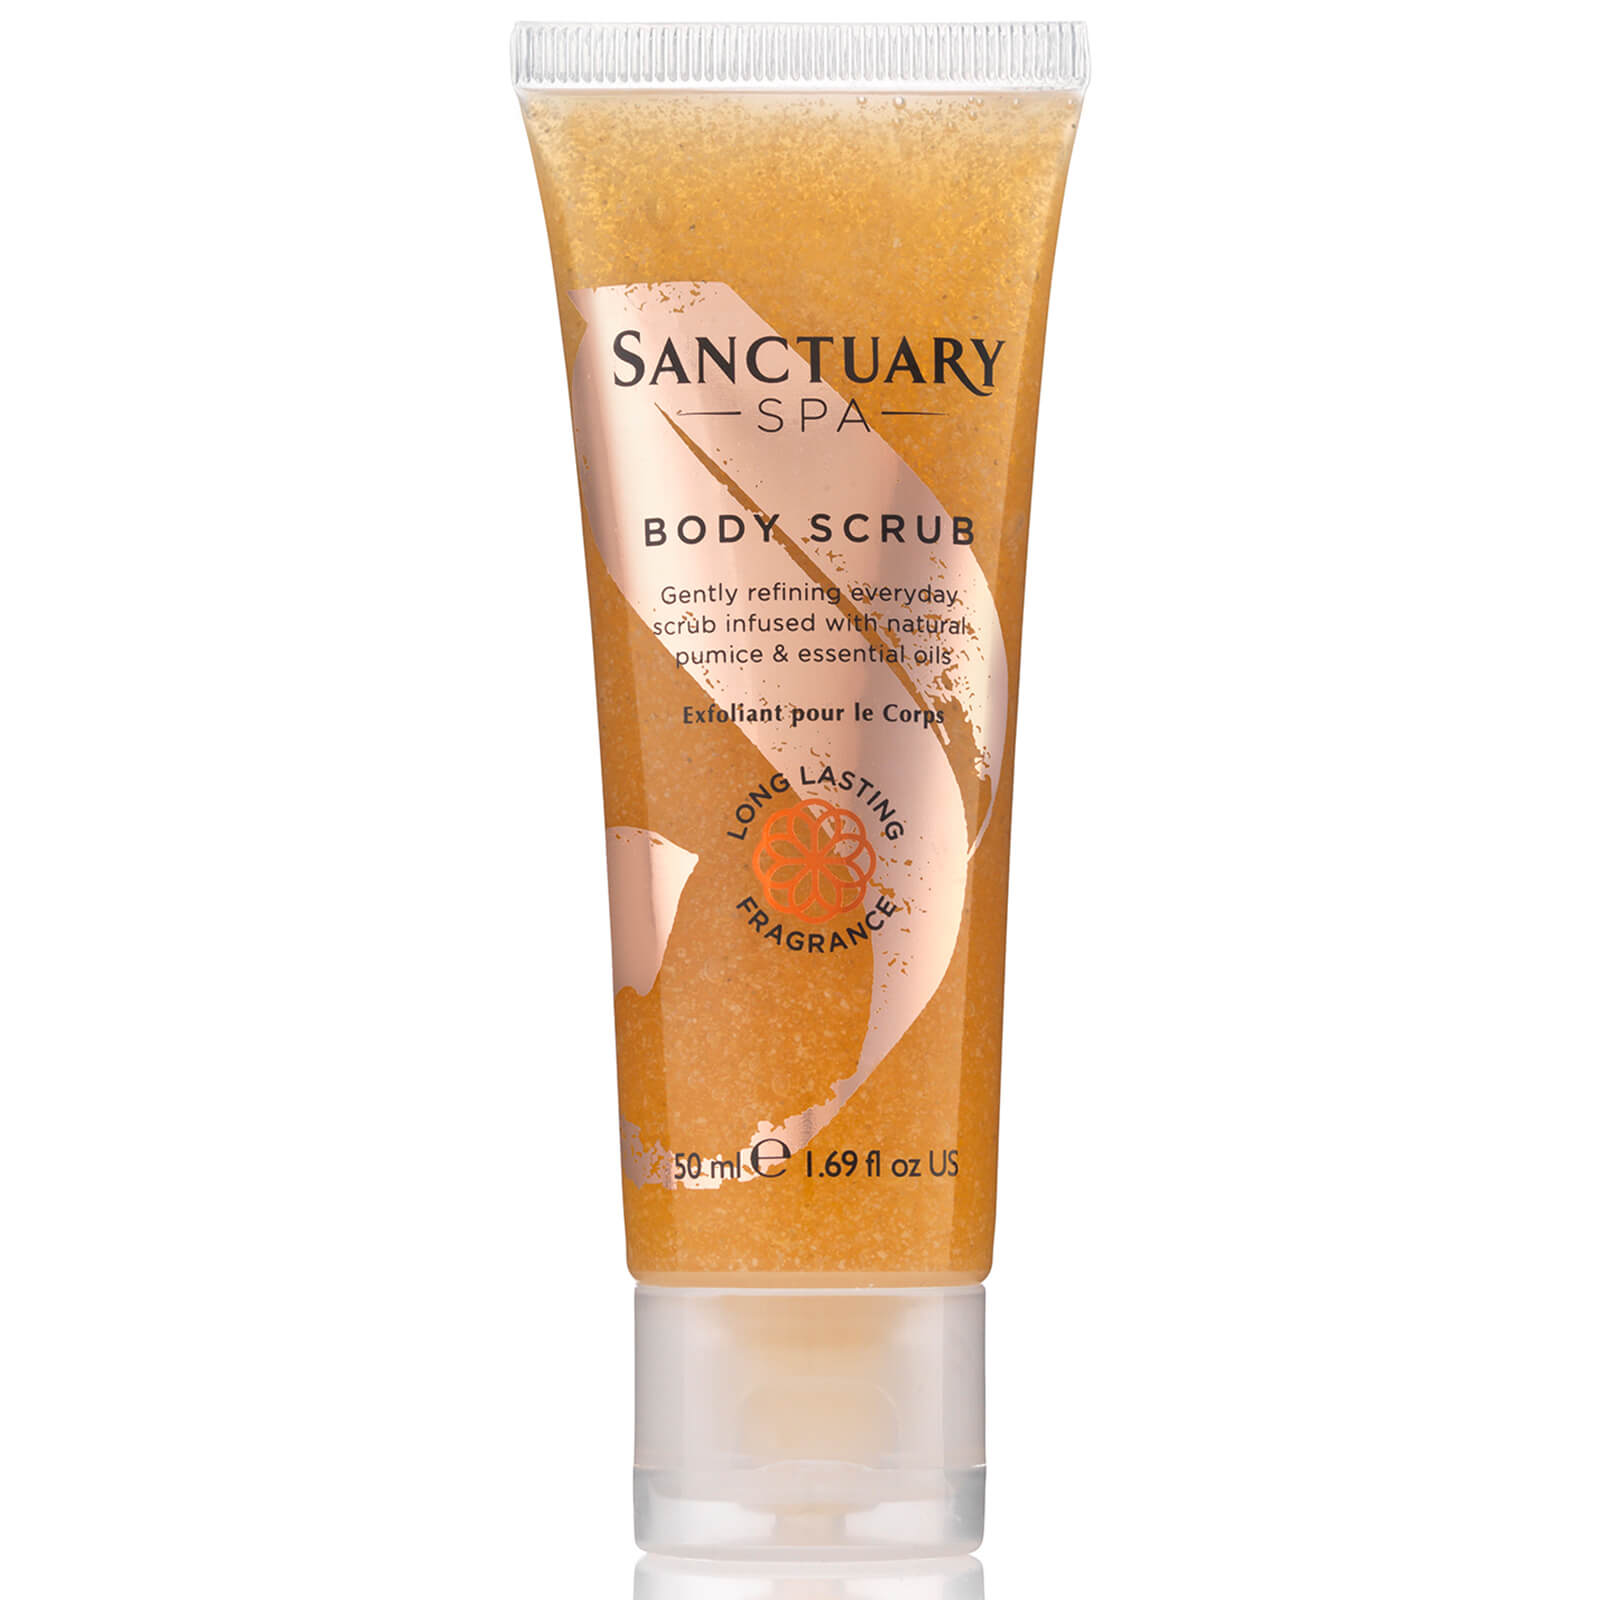 SANCTUARY
SPA
BODY SCRUB
Gently refining everyday
scrub infused with natural
pumice & essential oils
Exfoliant pour le Corps
LONG LASTING
FRAGRANCE
50 ml ℮ 1.69 fl oz US